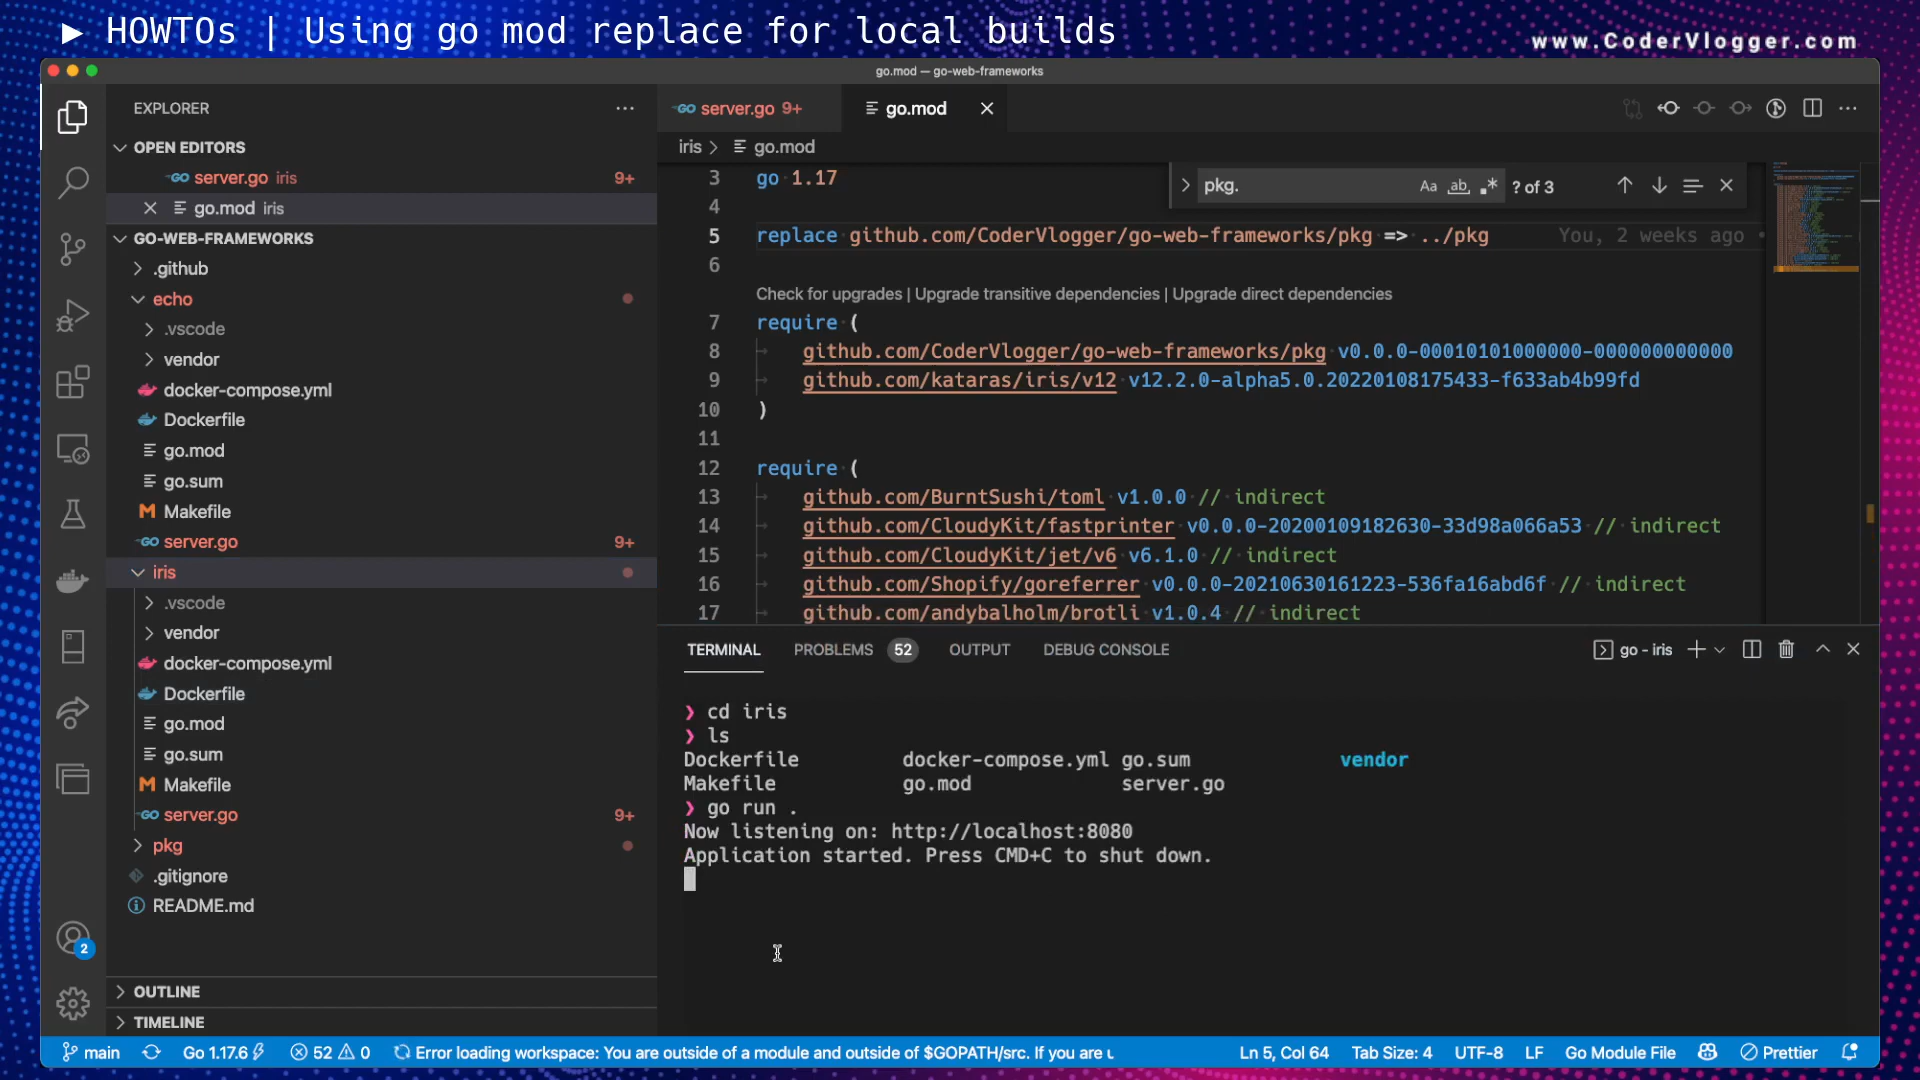 ▶ HOWTOs | Using go mod replace for local builds
www.CoderVlogger.com
go.mod — go-web-frameworks
EXPLORER
OPEN EDITORS
server.go iris 9+
go.mod iris
GO-WEB-FRAMEWORKS
.github
echo
.vscode
vendor
docker-compose.yml
Dockerfile
go.mod
go.sum
Makefile
server.go 9+
iris
.vscode
vendor
docker-compose.yml
Dockerfile
go.mod
go.sum
Makefile
server.go 9+
pkg
.gitignore
README.md
OUTLINE
TIMELINE
server.go 9+
go.mod
iris > go.mod
pkg.
Aa ab .* ? of 3
3 go 1.17
4
5 replace github.com/CoderVlogger/go-web-frameworks/pkg => ../pkg You, 2 weeks ago •
6
Check for upgrades | Upgrade transitive dependencies | Upgrade direct dependencies
7 require (
8 github.com/CoderVlogger/go-web-frameworks/pkg v0.0.0-00010101000000-000000000000
9 github.com/kataras/iris/v12 v12.2.0-alpha5.0.20220108175433-f633ab4b99fd
10 )
11
12 require (
13 github.com/BurntSushi/toml v1.0.0 // indirect
14 github.com/CloudyKit/fastprinter v0.0.0-20200109182630-33d98a066a53 // indirect
15 github.com/CloudyKit/jet/v6 v6.1.0 // indirect
16 github.com/Shopify/goreferrer v0.0.0-20210630161223-536fa16abd6f // indirect
17 github.com/andybalholm/brotli v1.0.4 // indirect
TERMINAL PROBLEMS 52 OUTPUT DEBUG CONSOLE
go - iris
❯ cd iris
❯ ls
Dockerfile docker-compose.yml go.sum vendor
Makefile go.mod server.go
❯ go run .
Now listening on: http://localhost:8080
Application started. Press CMD+C to shut down.
2
main Go 1.17.6 52 0 Error loading workspace: You are outside of a module and outside of $GOPATH/src. If you are u
Ln 5, Col 64 Tab Size: 4 UTF-8 LF Go Module File Prettier